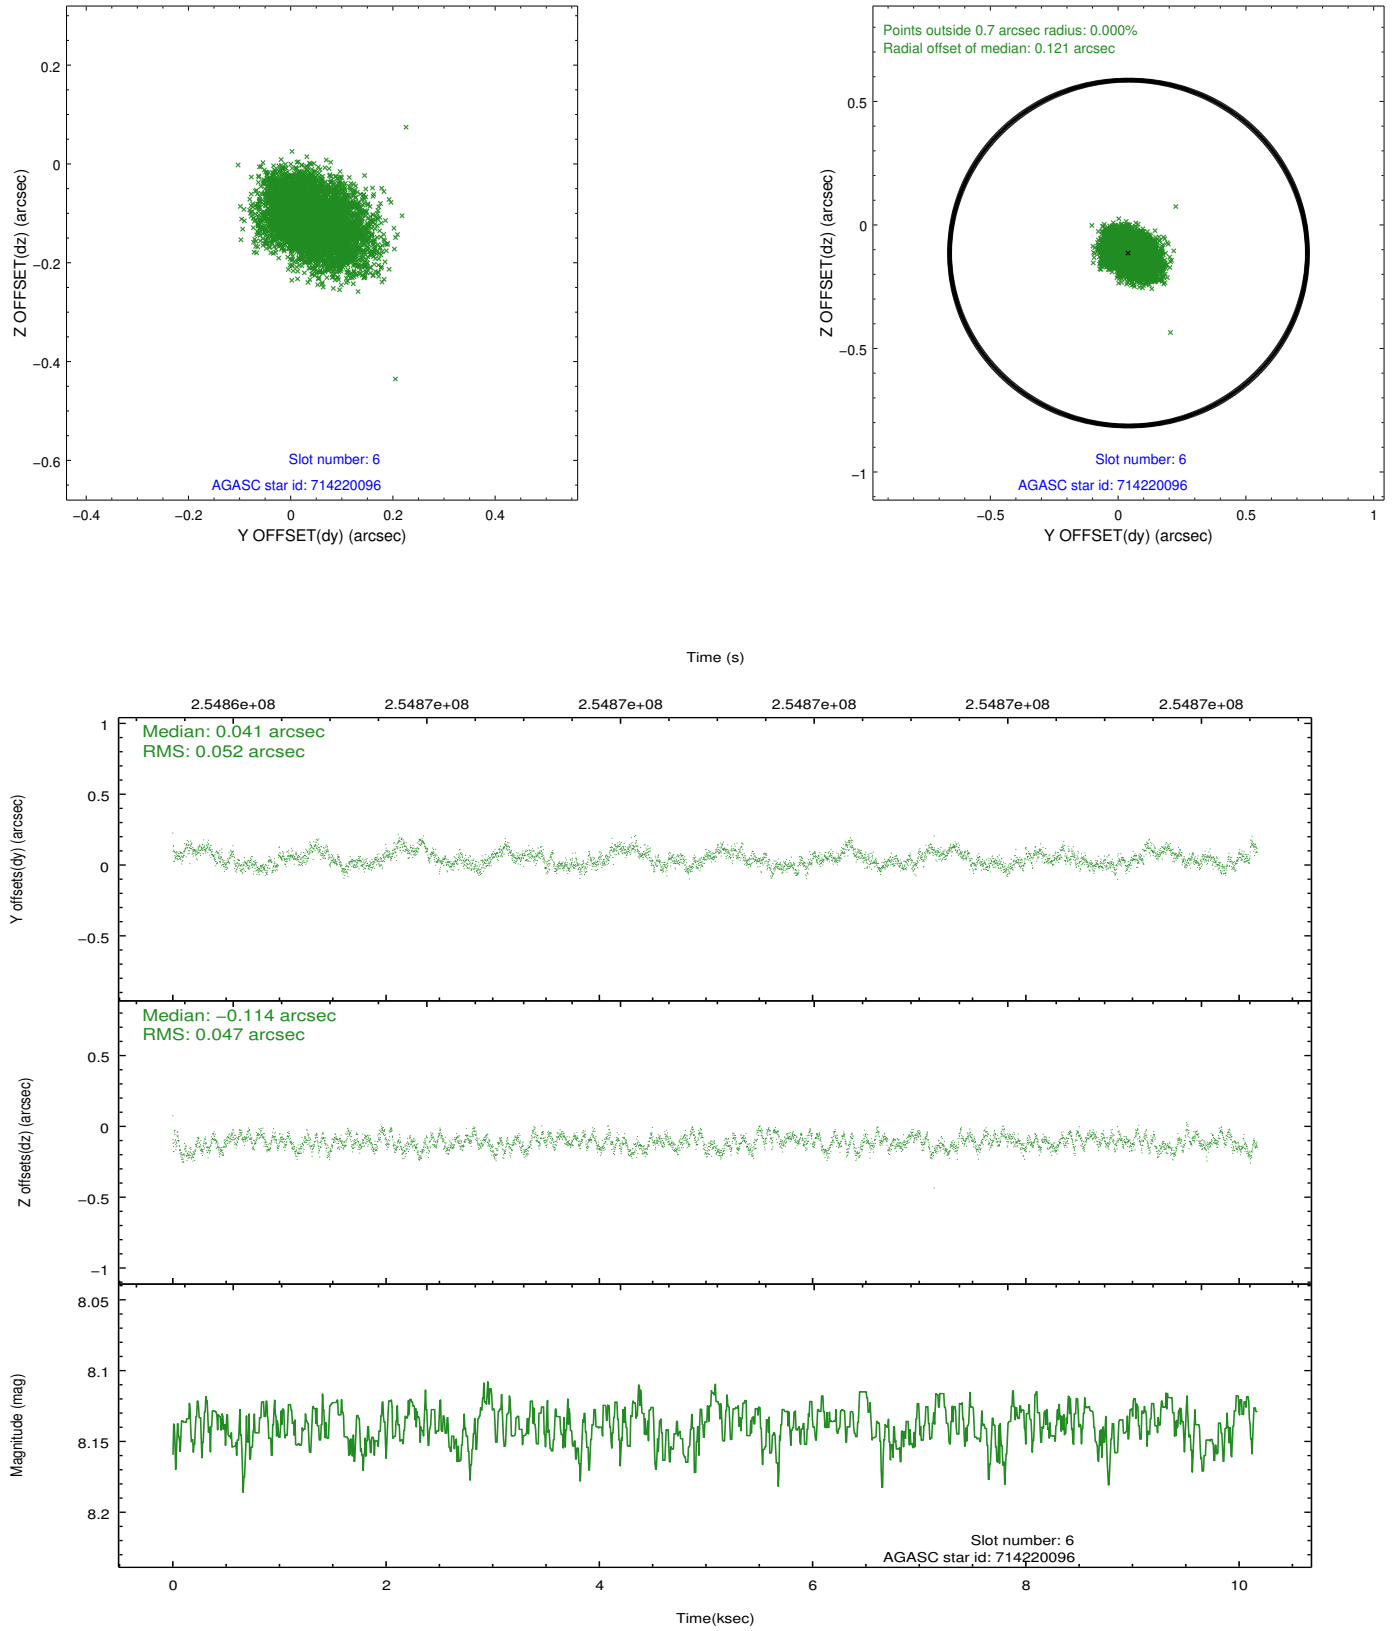 0.2
0
−0.2
−0.4
−0.6
Z OFFSET(dz) (arcsec)
Slot number: 6
AGASC star id: 714220096
−0.4 −0.2 0 0.2 0.4
Y OFFSET(dy) (arcsec)
Points outside 0.7 arcsec radius: 0.000%
Radial offset of median: 0.121 arcsec
0.5
0
−0.5
−1
Z OFFSET(dz) (arcsec)
Slot number: 6
AGASC star id: 714220096
−0.5 0 0.5 1
Y OFFSET(dy) (arcsec)
Time (s)
2.5486e+08 2.5487e+08 2.5487e+08 2.5487e+08 2.5487e+08 2.5487e+08
Median: 0.041 arcsec
RMS: 0.052 arcsec
1
0.5
0
−0.5
Y offsets(dy) (arcsec)
Median: −0.114 arcsec
RMS: 0.047 arcsec
0.5
0
−0.5
−1
Z offsets(dz) (arcsec)
8.05
8.1
8.15
8.2
Magnitude (mag)
Slot number: 6
AGASC star id: 714220096
0 2 4 6 8 10
Time(ksec)